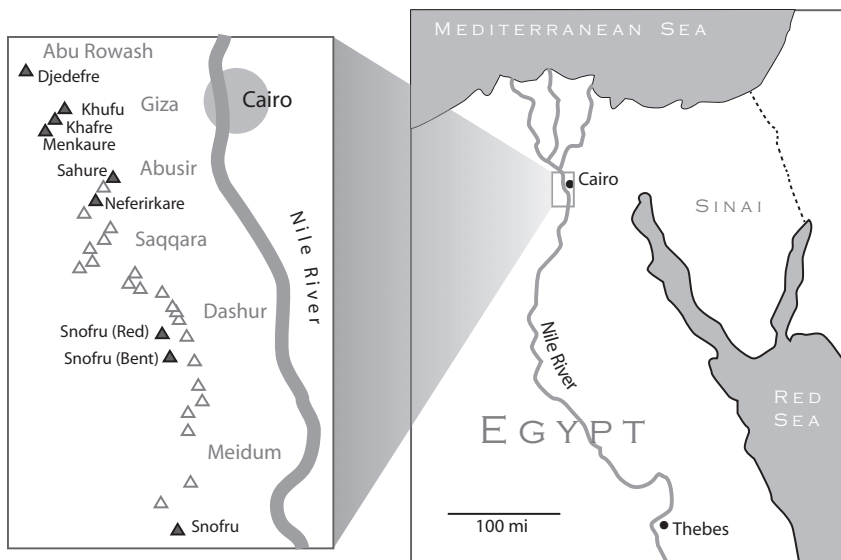 Abu Rowash
Djedefre
Khufu
Giza
Cairo
Khafre
Menkaure
Sahure
Abusir
Neferirkare
Nile River
Saqqara
Dashur
Snofru (Red)
Snofru (Bent)
Meidum
Snofru
MEDITERRANEAN SEA
Cairo
SINAI
Nile River
RED
SEA
EGYPT
100 mi
Thebes